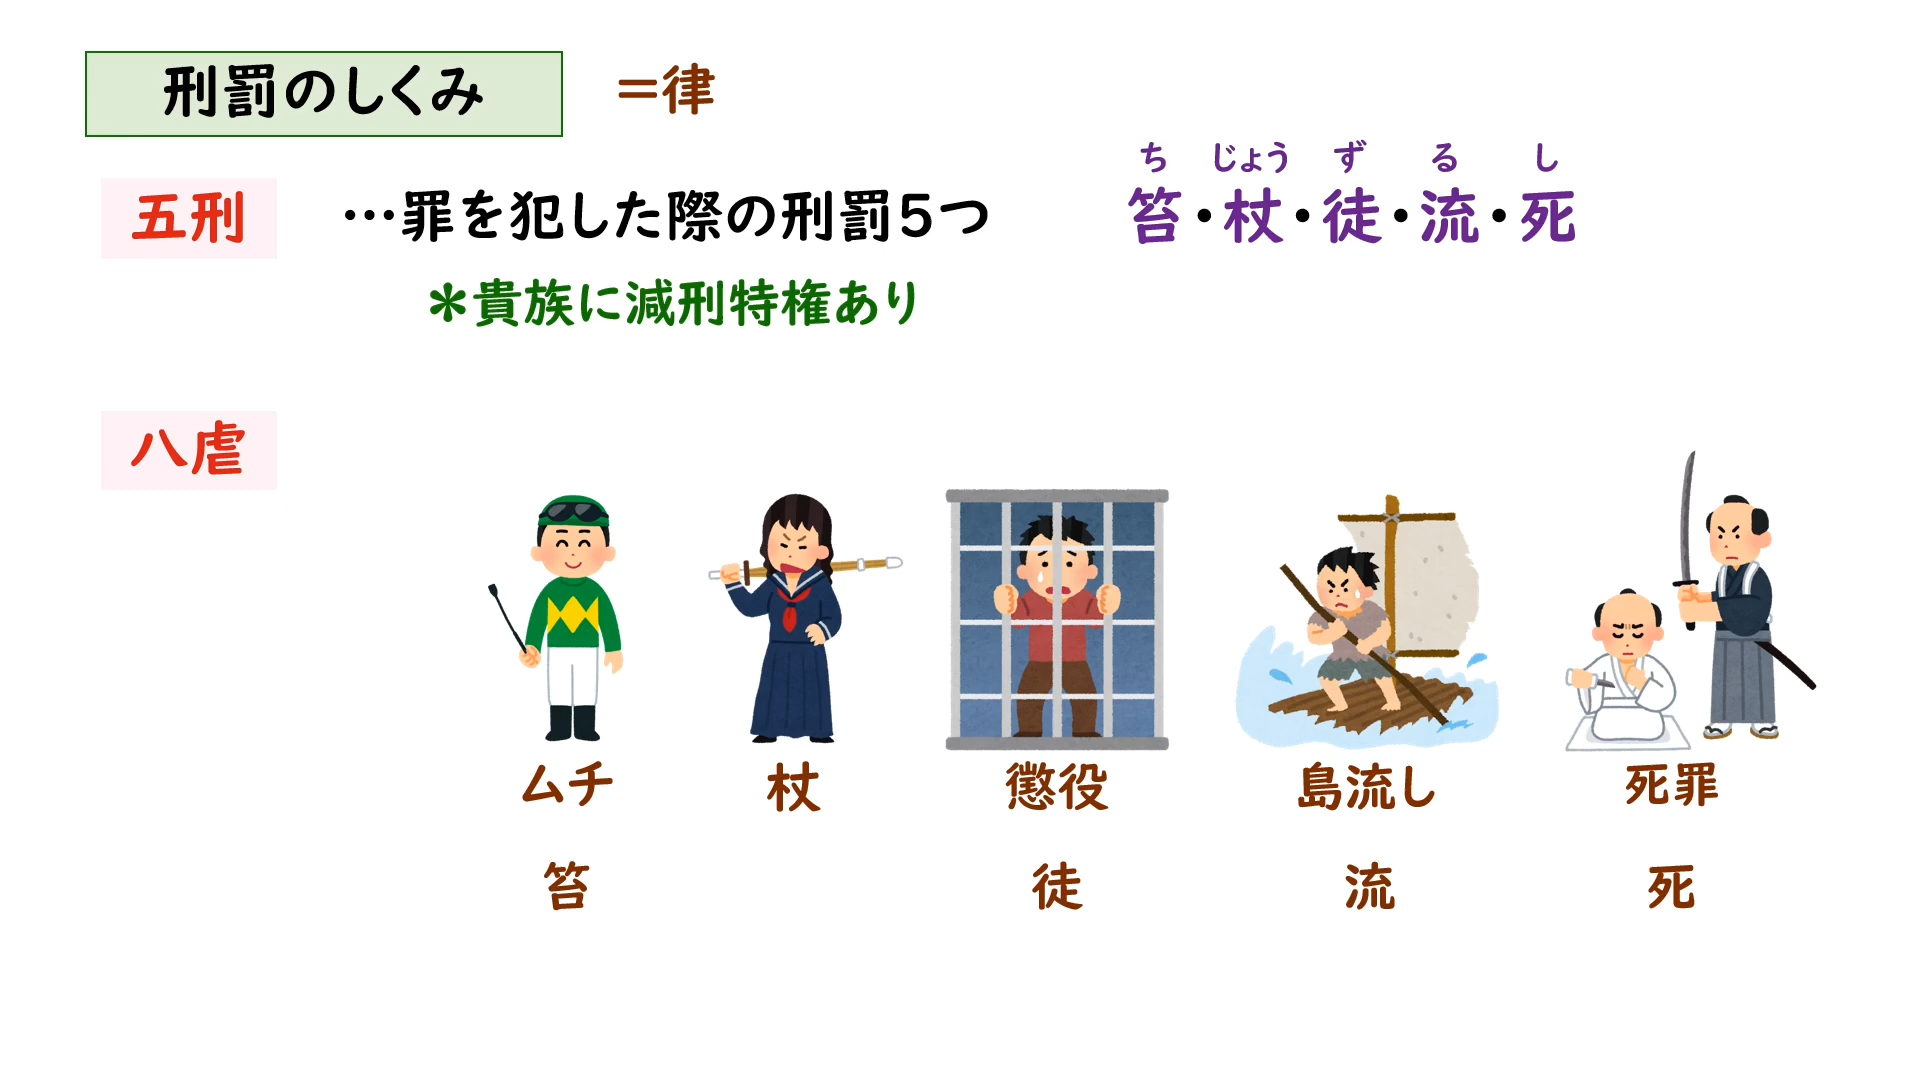 刑罰のしくみ ＝律
ち じょう ず る し
五刑 …罪を犯した際の刑罰５つ 笞・杖・徒・流・死
＊貴族に減刑特権あり
八虐
ムチ 杖 懲役 島流し 死罪
笞 徒 流 死